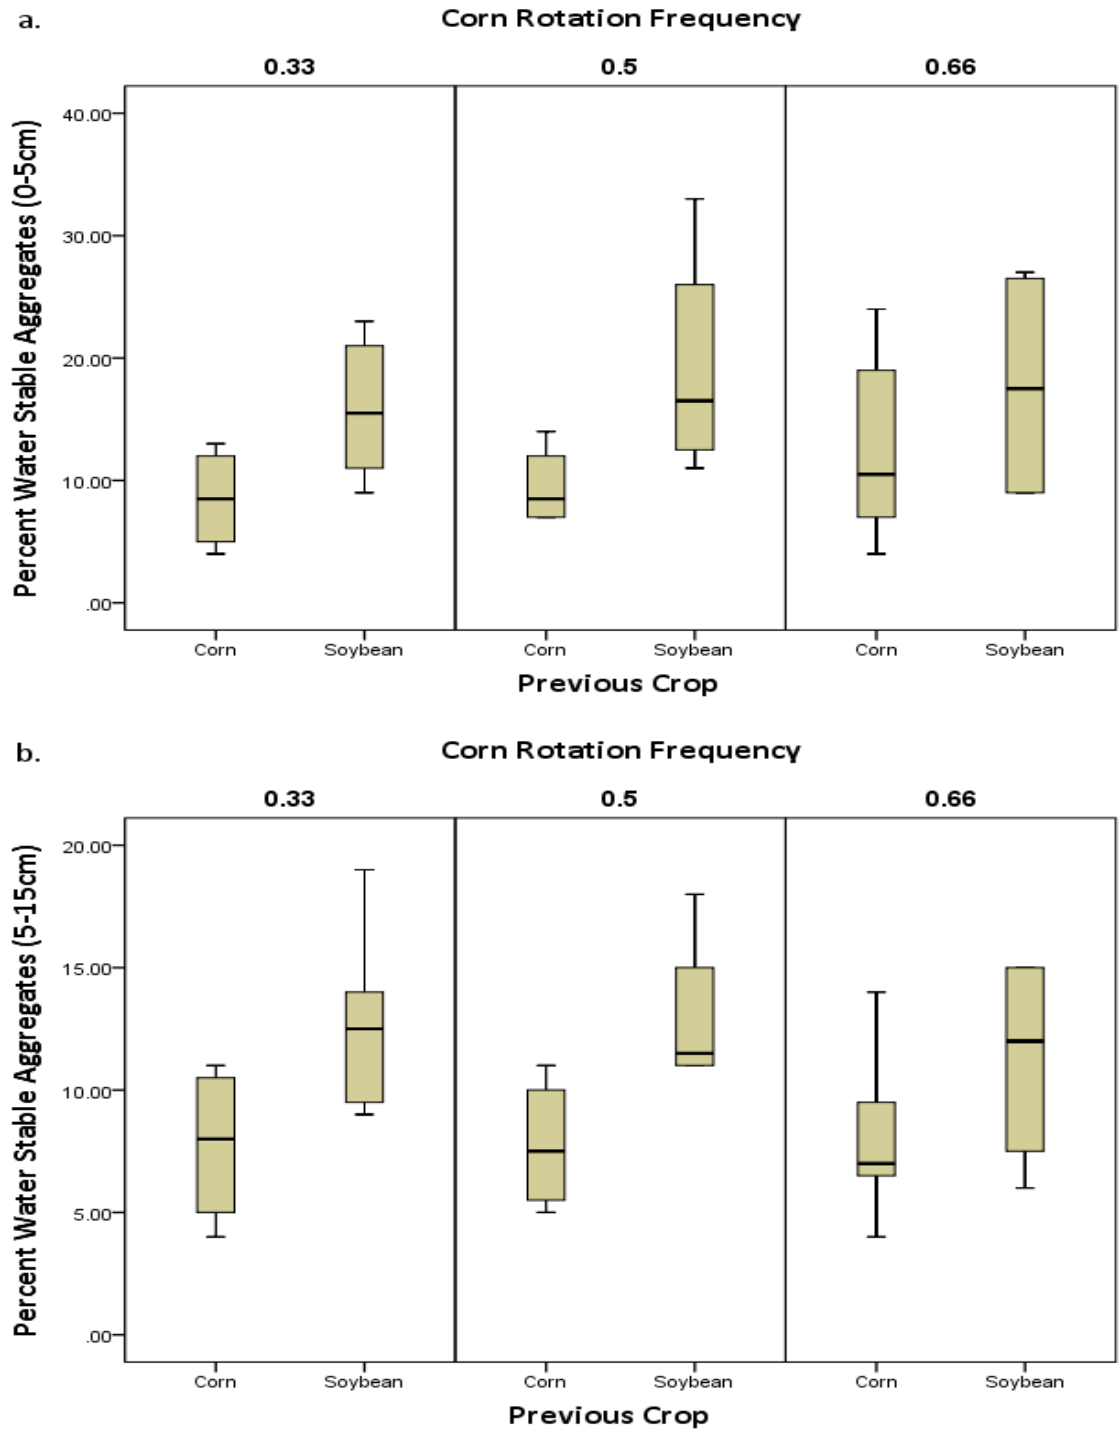 a.
Corn Rotation Frequency
0.33 0.5 0.66
Percent Water Stable Aggregates (0-5cm)
40.00
30.00
20.00
10.00
.00
Corn Soybean Corn Soybean Corn Soybean
Previous Crop
b.
Corn Rotation Frequency
0.33 0.5 0.66
Percent Water Stable Aggregates (5-15cm)
20.00
15.00
10.00
5.00
.00
Corn Soybean Corn Soybean Corn Soybean
Previous Crop